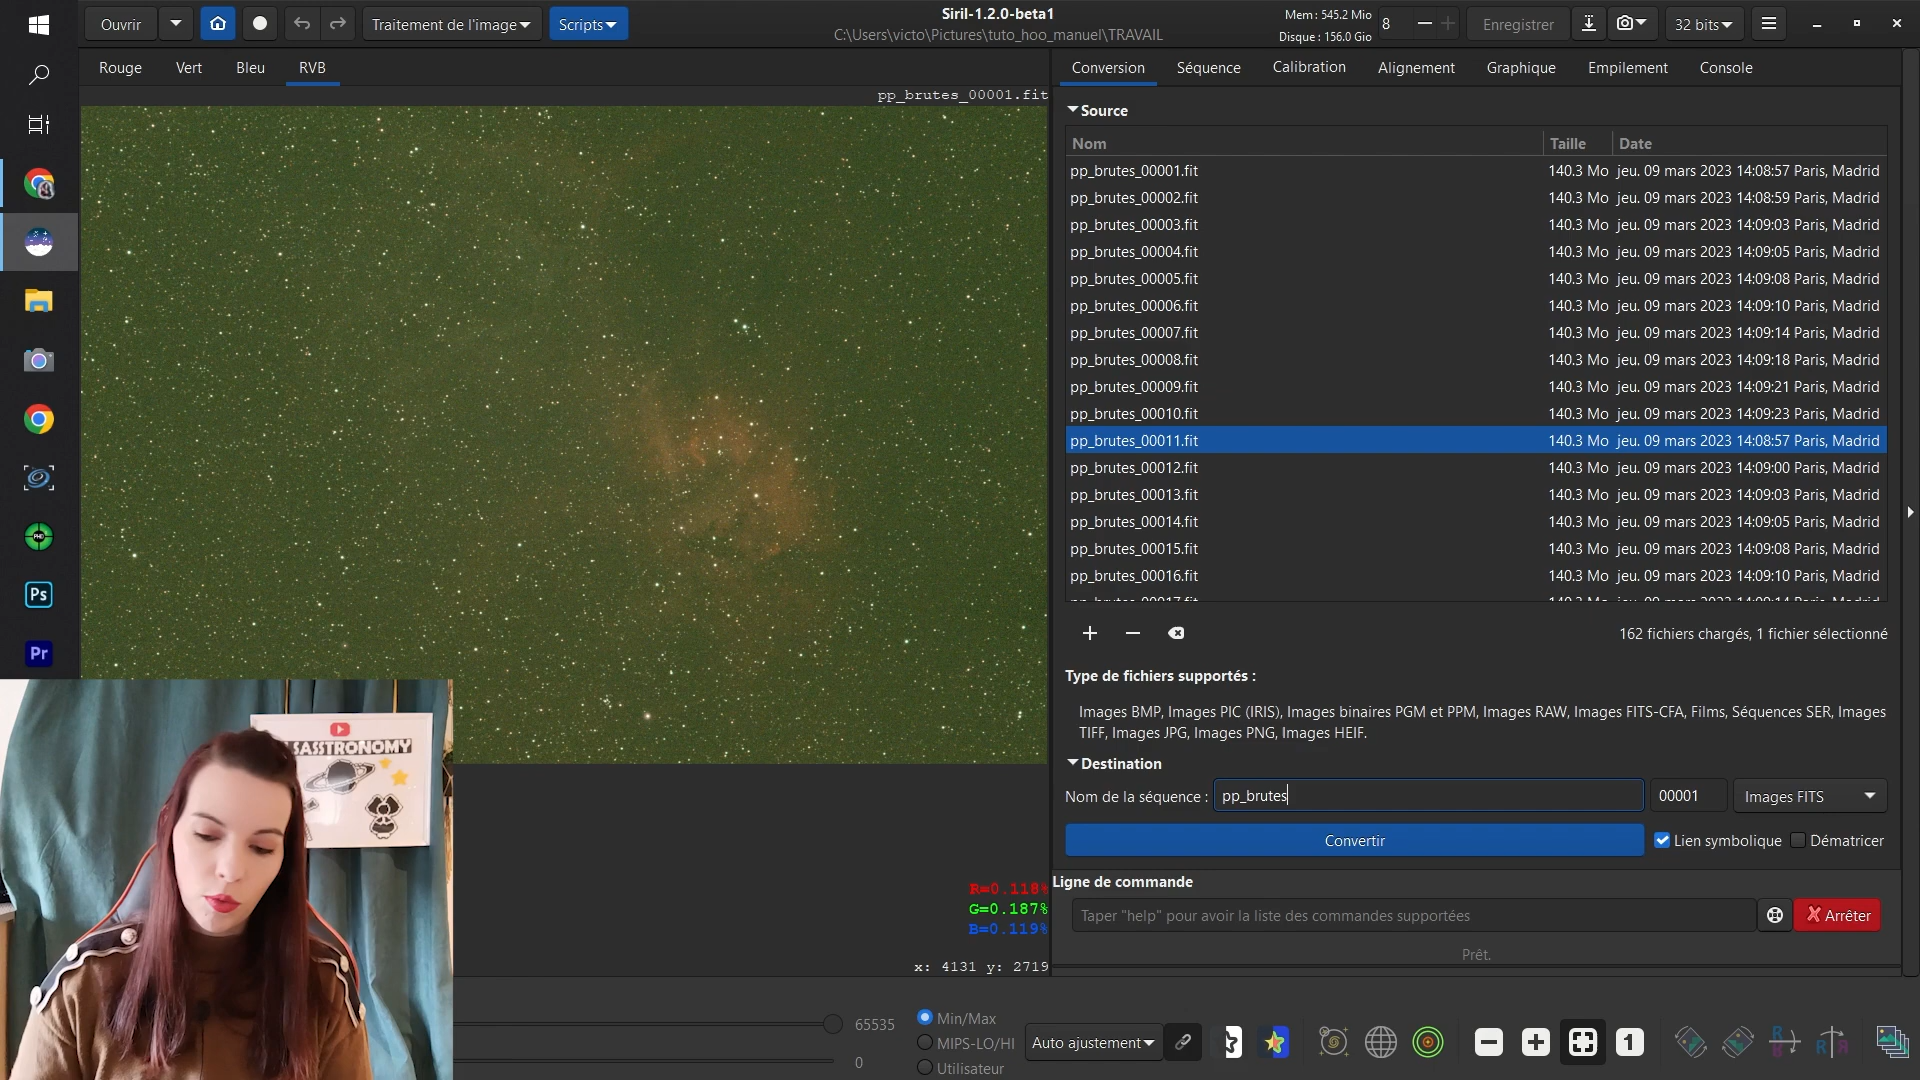 Ouvrir
Traitement de l'image
Scripts
Siril-1.2.0-beta1
C:\Users\victo\Pictures\tuto_hoo_manuel\TRAVAIL
Mem : 545.2 Mio
Disque : 156.0 Gio
8
Enregistrer
32 bits
Rouge
Vert
Bleu
RVB
Conversion
Séquence
Calibration
Alignement
Graphique
Empilement
Console
pp_brutes_00001.fit
Source
Nom
Taille
Date
pp_brutes_00001.fit 140.3 Mo jeu. 09 mars 2023 14:08:57 Paris, Madrid
pp_brutes_00002.fit 140.3 Mo jeu. 09 mars 2023 14:08:59 Paris, Madrid
pp_brutes_00003.fit 140.3 Mo jeu. 09 mars 2023 14:09:03 Paris, Madrid
pp_brutes_00004.fit 140.3 Mo jeu. 09 mars 2023 14:09:05 Paris, Madrid
pp_brutes_00005.fit 140.3 Mo jeu. 09 mars 2023 14:09:08 Paris, Madrid
pp_brutes_00006.fit 140.3 Mo jeu. 09 mars 2023 14:09:10 Paris, Madrid
pp_brutes_00007.fit 140.3 Mo jeu. 09 mars 2023 14:09:14 Paris, Madrid
pp_brutes_00008.fit 140.3 Mo jeu. 09 mars 2023 14:09:18 Paris, Madrid
pp_brutes_00009.fit 140.3 Mo jeu. 09 mars 2023 14:09:21 Paris, Madrid
pp_brutes_00010.fit 140.3 Mo jeu. 09 mars 2023 14:09:23 Paris, Madrid
pp_brutes_00011.fit 140.3 Mo jeu. 09 mars 2023 14:08:57 Paris, Madrid
pp_brutes_00012.fit 140.3 Mo jeu. 09 mars 2023 14:09:00 Paris, Madrid
pp_brutes_00013.fit 140.3 Mo jeu. 09 mars 2023 14:09:03 Paris, Madrid
pp_brutes_00014.fit 140.3 Mo jeu. 09 mars 2023 14:09:05 Paris, Madrid
pp_brutes_00015.fit 140.3 Mo jeu. 09 mars 2023 14:09:08 Paris, Madrid
pp_brutes_00016.fit 140.3 Mo jeu. 09 mars 2023 14:09:10 Paris, Madrid
162 fichiers chargés, 1 fichier sélectionné
Type de fichiers supportés :
Images BMP, Images PIC (IRIS), Images binaires PGM et PPM, Images RAW, Images FITS-CFA, Films, Séquences SER, Images
TIFF, Images JPG, Images PNG, Images HEIF.
Destination
Nom de la séquence :
pp_brutes
00001
Images FITS
Convertir
Lien symbolique
Dématricer
Ligne de commande
Taper "help" pour avoir la liste des commandes supportées
Arrêter
Prêt.
R=0.118%
G=0.187%
B=0.119%
x: 4131 y: 2719
65535
0
Min/Max
MIPS-LO/HI
Utilisateur
Auto ajustement
1
PHD
Ps
Pr
SASSTRONOMY